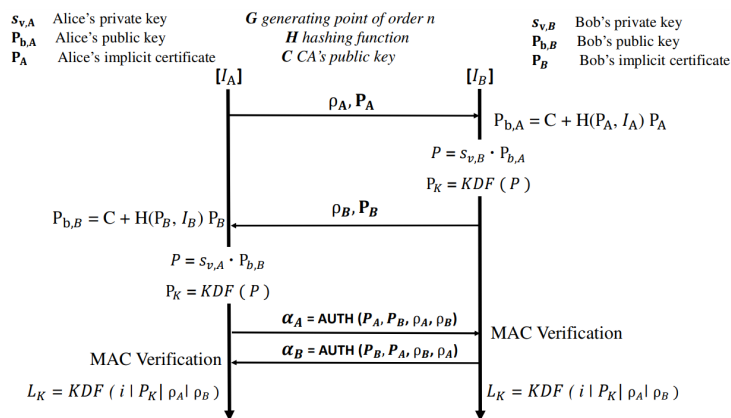 s_v,A Alice's private key
P_b,A Alice's public key
P_A Alice's implicit certificate
G generating point of order n
H hashing function
C CA's public key
s_v,B Bob's private key
P_b,B Bob's public key
P_B Bob's implicit certificate
[I_A]
[I_B]
ρ_A, P_A
P_b,A = C + H(P_A, I_A) P_A
P = s_v,B · P_b,A
P_K = KDF ( P )
ρ_B, P_B
P_b,B = C + H(P_B, I_B) P_B
P = s_v,A · P_b,B
P_K = KDF ( P )
α_A = AUTH (P_A, P_B, ρ_A, ρ_B)
MAC Verification
α_B = AUTH (P_B, P_A, ρ_B, ρ_A)
MAC Verification
L_K = KDF ( i | P_K| ρ_A| ρ_B )
L_K = KDF ( i | P_K| ρ_A| ρ_B )